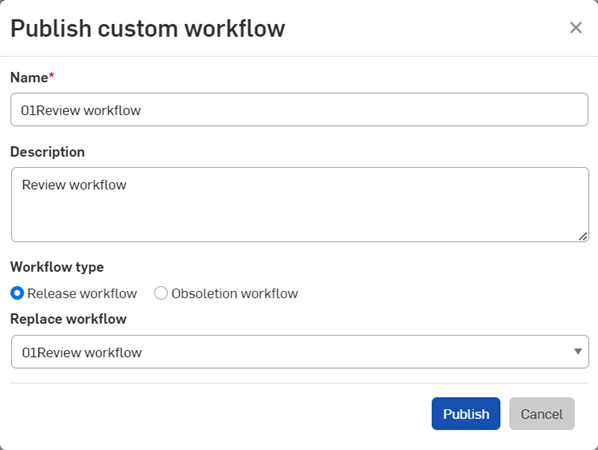 Publish custom workflow
Name*
01Review workflow
Description
Review workflow
Workflow type
Release workflow Obsoletion workflow
Replace workflow
01Review workflow
Publish Cancel